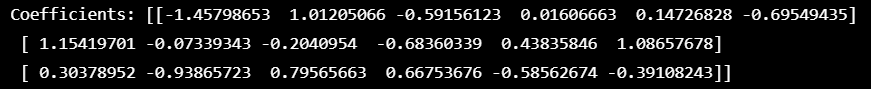 Coefficients: [[-1.45798653  1.01205066 -0.59156123  0.01606663  0.14726828 -0.69549435]
 [ 1.15419701 -0.07339343 -0.2040954  -0.68360339  0.43835846  1.08657678]
 [ 0.30378952 -0.93865723  0.79565663  0.66753676 -0.58562674 -0.39108243]]